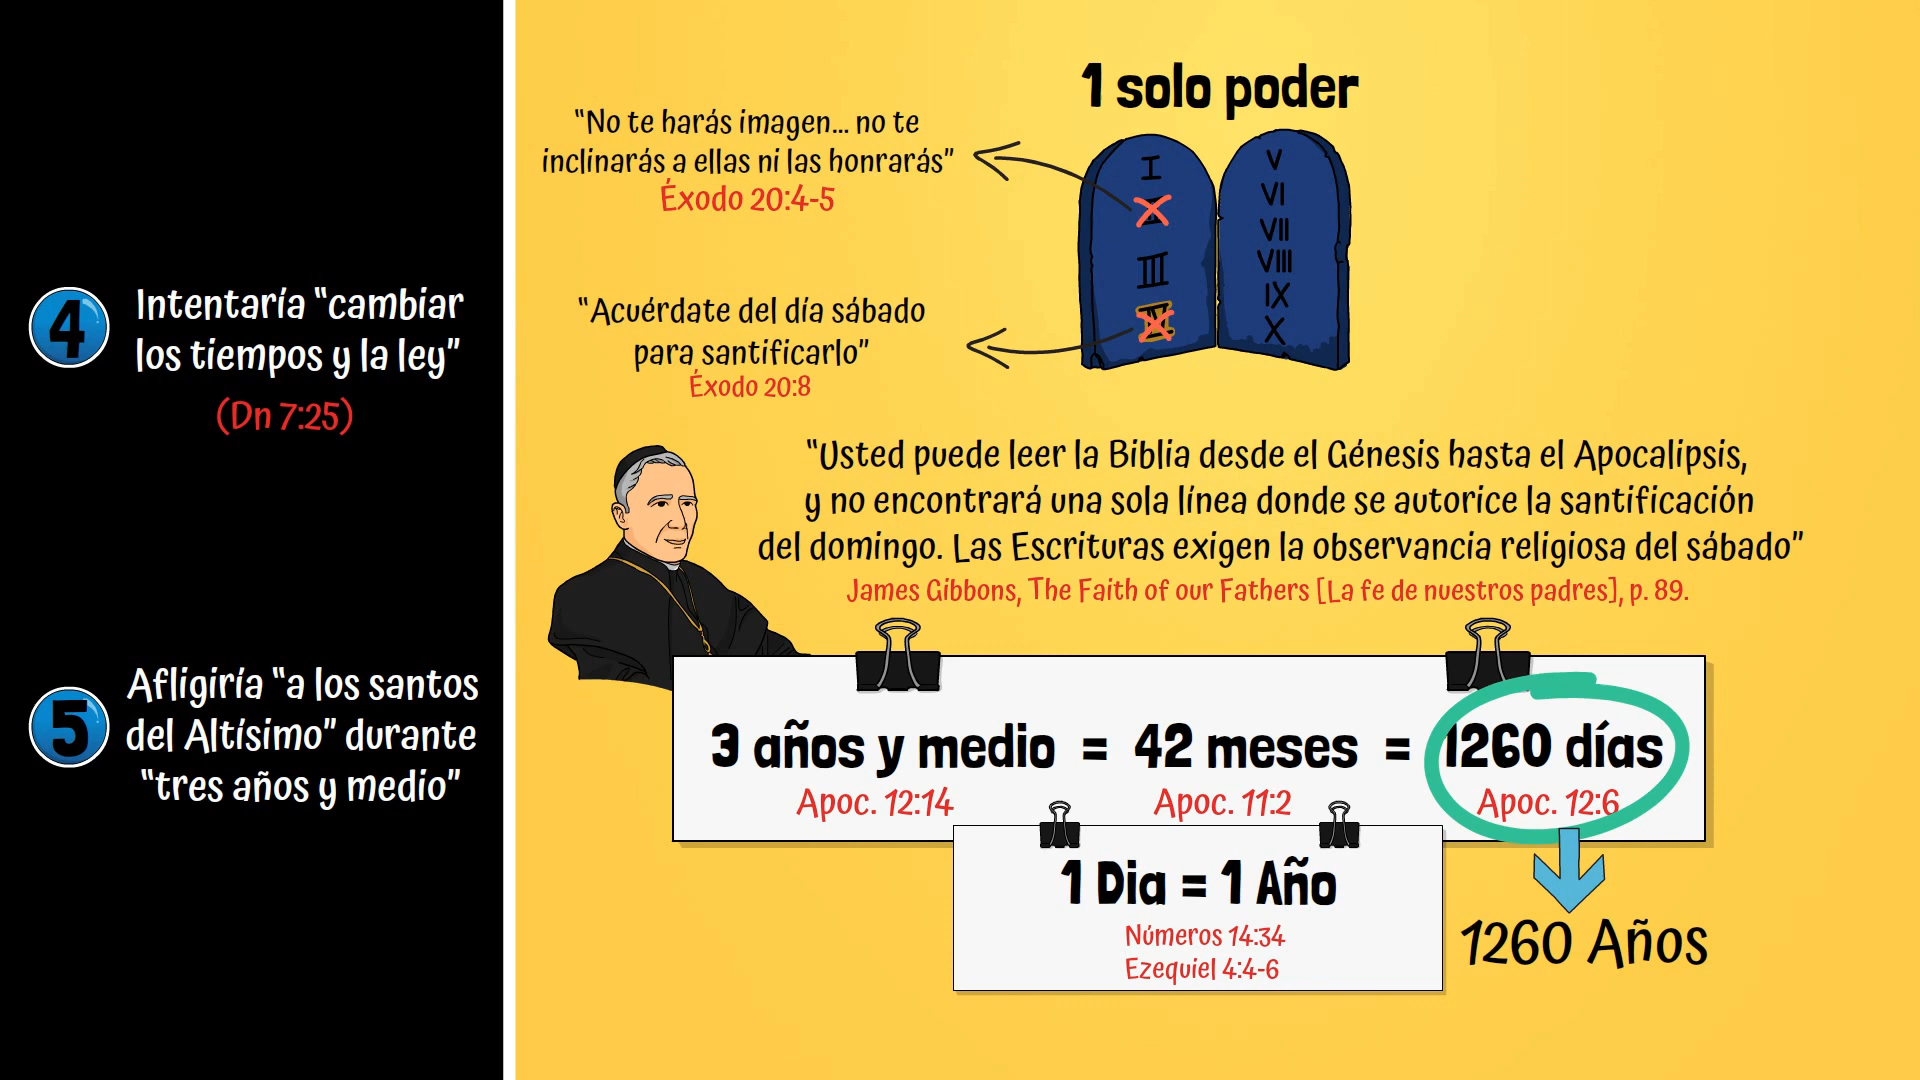 4
Intentaría “cambiar
los tiempos y la ley”
(Dn 7:25)
5
Afligiría “a los santos
del Altísimo” durante
“tres años y medio”
1 solo poder
“No te harás imagen... no te
inclinarás a ellas ni las honrarás”
Éxodo 20:4-5
“Acuérdate del día sábado
para santificarlo”
Éxodo 20:8
I
III
V
VI
VII
VIII
IX
X
“Usted puede leer la Biblia desde el Génesis hasta el Apocalipsis,
y no encontrará una sola línea donde se autorice la santificación
del domingo. Las Escrituras exigen la observancia religiosa del sábado”
James Gibbons, The Faith of our Fathers [La fe de nuestros padres], p. 89.
3 años y medio = 42 meses = 1260 días
Apoc. 12:14 Apoc. 11:2 Apoc. 12:6
1 Dia = 1 Año
Números 14:34
Ezequiel 4:4-6
1260 Años